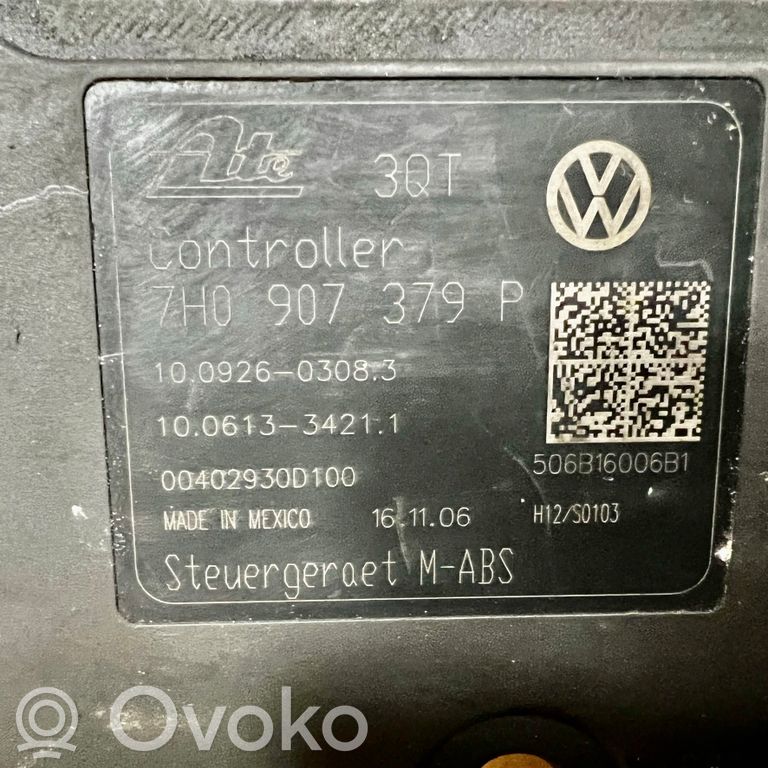 Ate 3QT
Controller
7H0 907 379 P
10.0926-0308.3
10.0613-3421.1
00402930D100
506B16006B1
MADE IN MEXICO 16.11.06 H12/S0103
Steuergeraet M-ABS
Ovoko